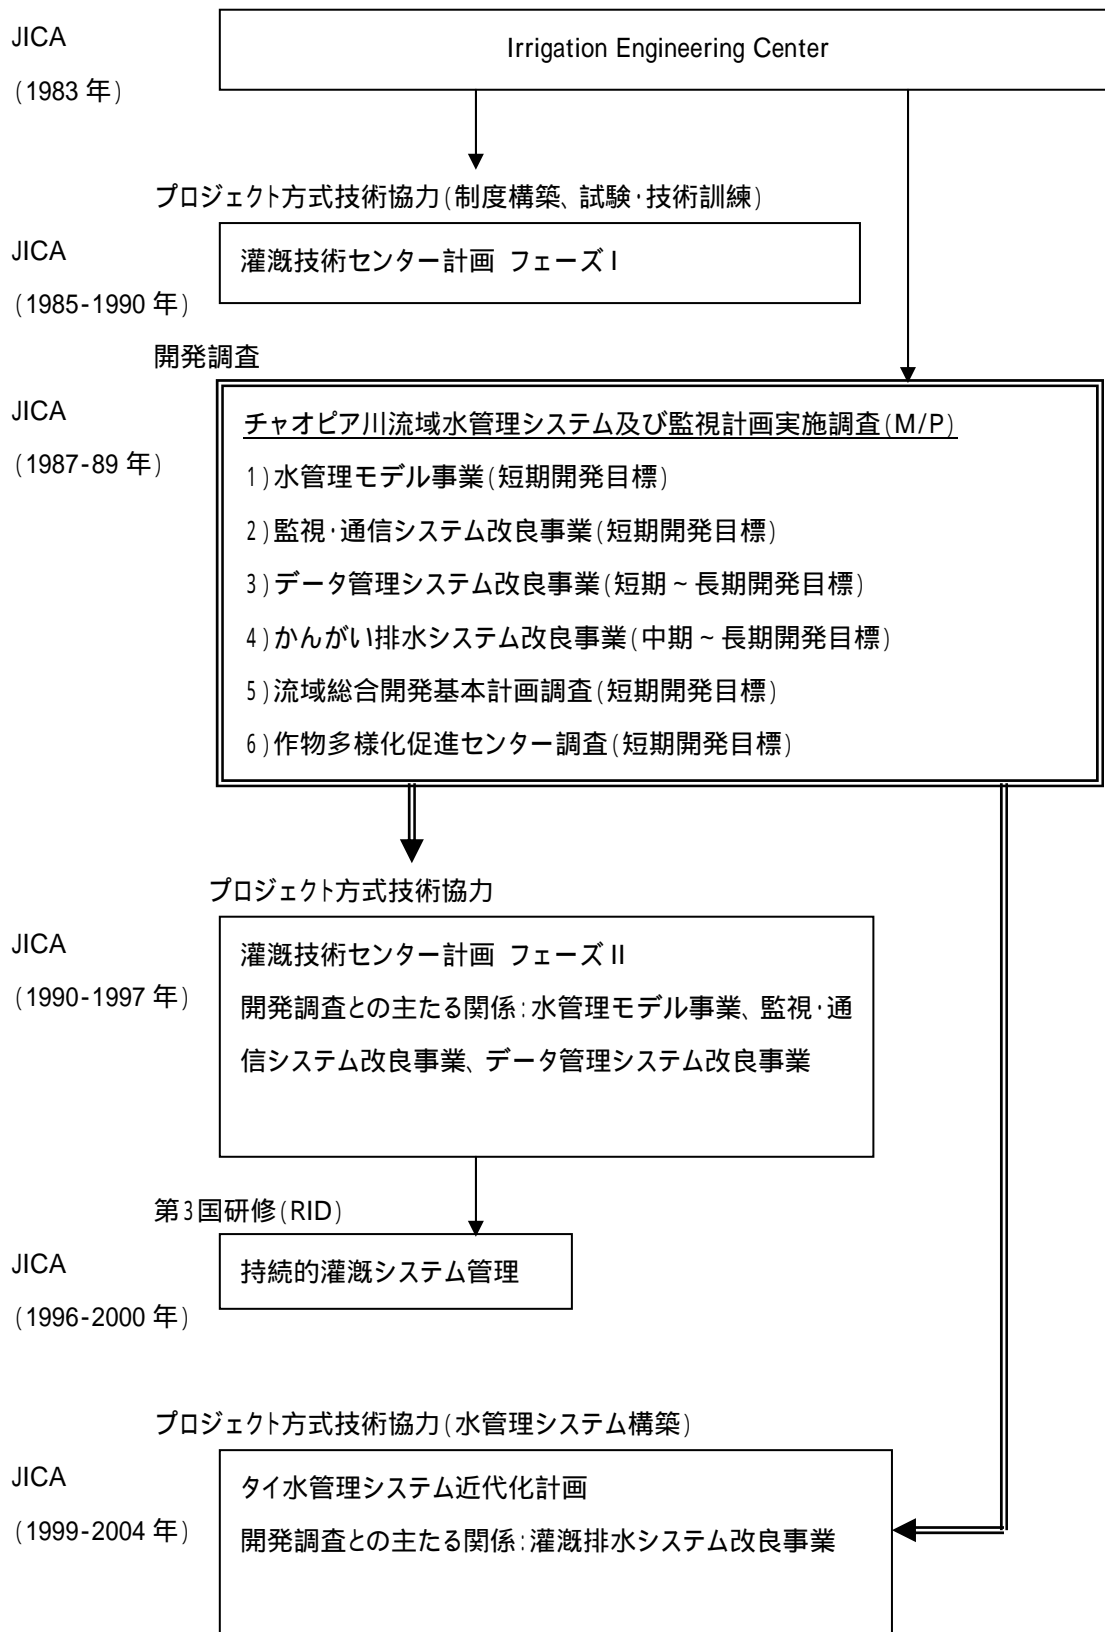 JICA
(1983 年)
Irrigation Engineering Center
プロジェクト方式技術協力(制度構築、試験・技術訓練)
JICA
(1985-1990 年)
灌漑技術センター計画 フェーズ I
開発調査
JICA
(1987-89 年)
チャオピア川流域水管理システム及び監視計画実施調査(M/P)
1)水管理モデル事業(短期開発目標)
2)監視・通信システム改良事業(短期開発目標)
3)データ管理システム改良事業(短期~長期開発目標)
4)かんがい排水システム改良事業(中期~長期開発目標)
5)流域総合開発基本計画調査(短期開発目標)
6)作物多様化促進センター調査(短期開発目標)
プロジェクト方式技術協力
JICA
(1990-1997 年)
灌漑技術センター計画 フェーズ II
開発調査との主たる関係:水管理モデル事業、監視・通
信システム改良事業、データ管理システム改良事業
第3国研修(RID)
JICA
(1996-2000 年)
持続的灌漑システム管理
プロジェクト方式技術協力(水管理システム構築)
JICA
(1999-2004 年)
タイ水管理システム近代化計画
開発調査との主たる関係:灌漑排水システム改良事業